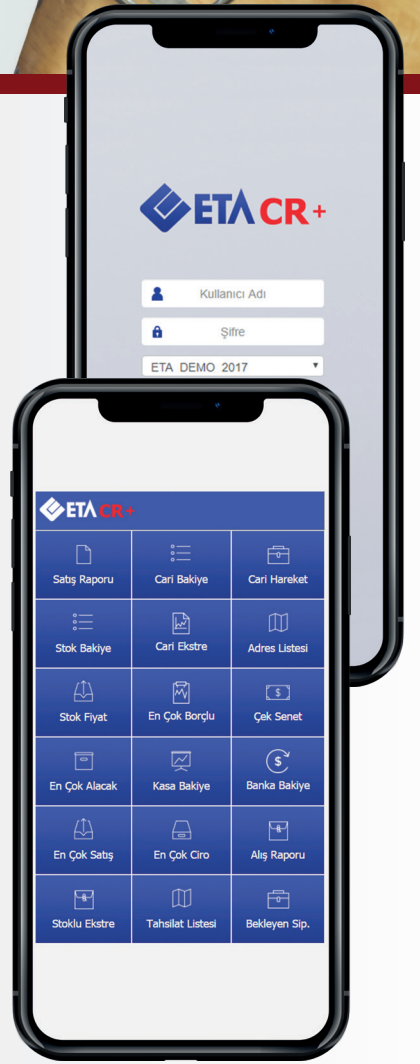 ETA CR+
Kullanıcı Adı
Şifre
ETA DEMO 2017
ETA CR+
Satış Raporu
Cari Bakiye
Cari Hareket
Stok Bakiye
Cari Ekstre
Adres Listesi
Stok Fiyat
En Çok Borçlu
Çek Senet
En Çok Alacak
Kasa Bakiye
Banka Bakiye
En Çok Satış
En Çok Ciro
Alış Raporu
Stoklu Ekstre
Tahsilat Listesi
Bekleyen Sip.